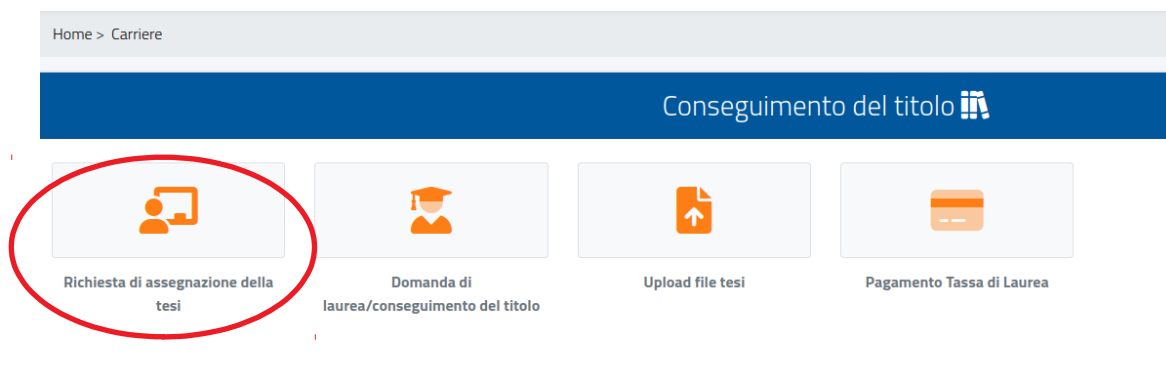 Home > Carriere
Conseguimento del titolo
Richiesta di assegnazione della
tesi
Domanda di
laurea/conseguimento del titolo
Upload file tesi
Pagamento Tassa di Laurea